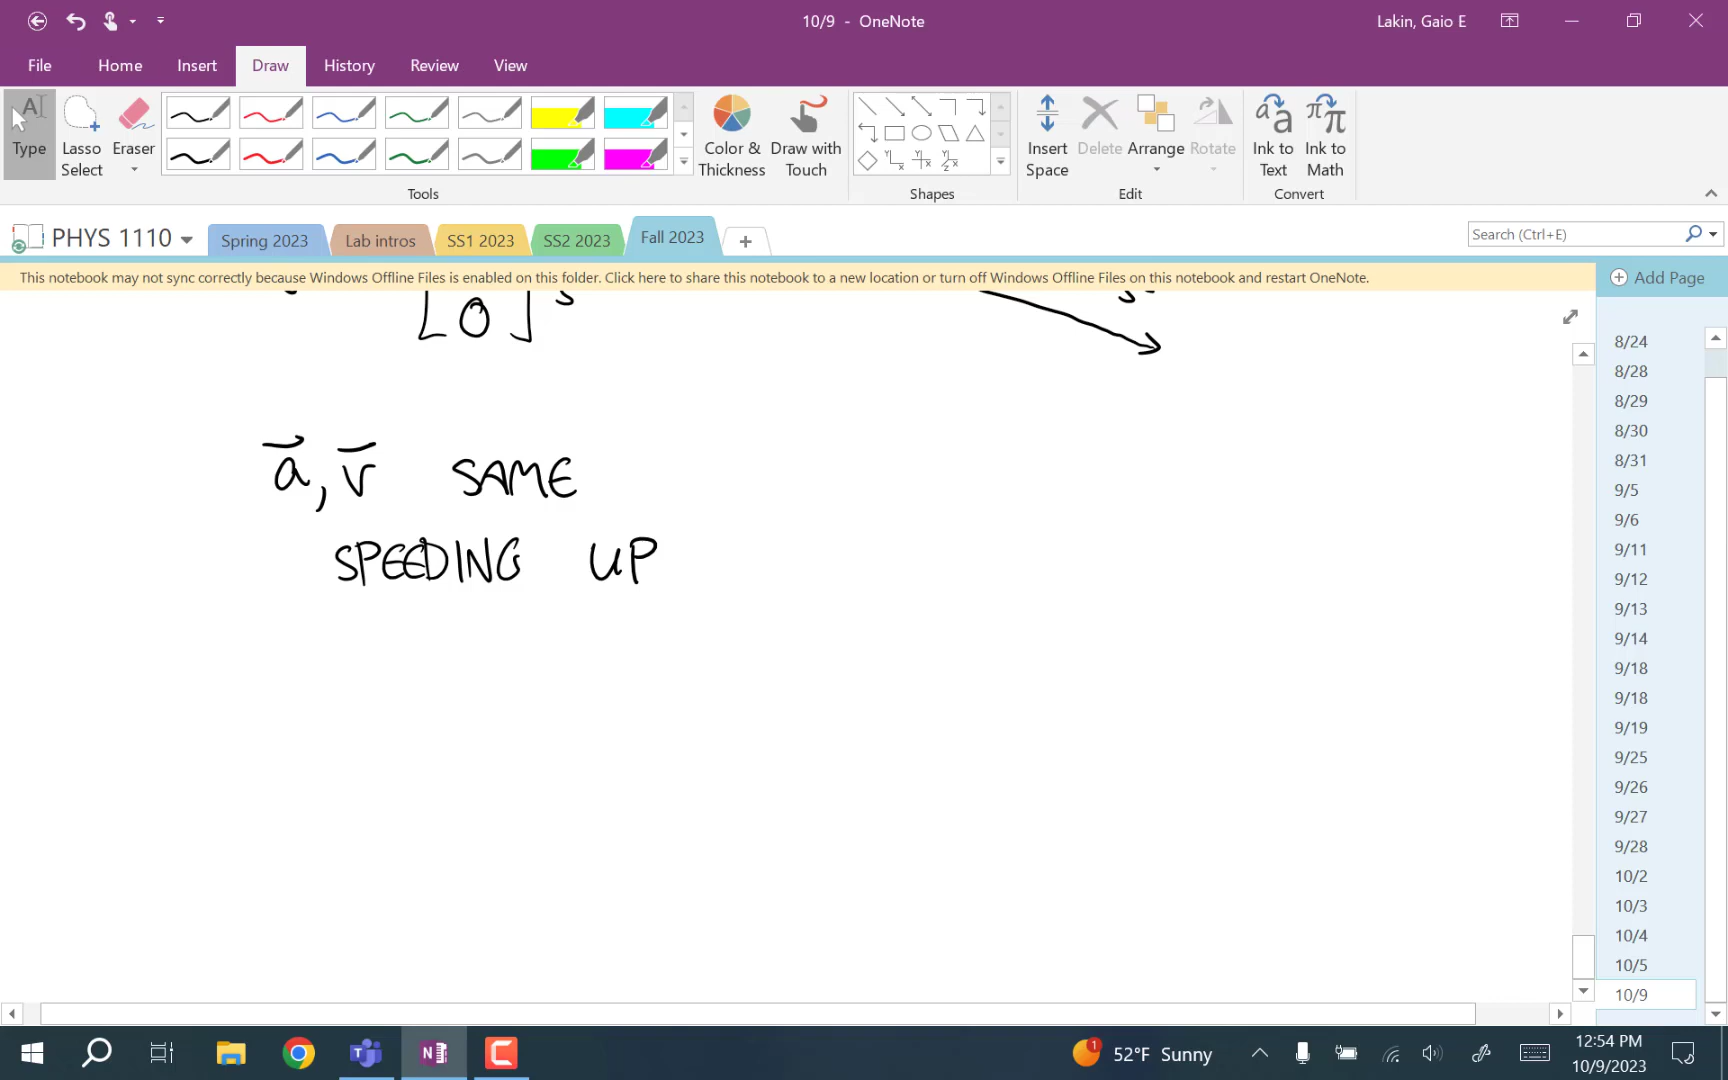 10/9 - OneNote
Lakin, Gaio E
File Home Insert Draw History Review View
Type
Lasso Select
Eraser
Color & Thickness
Draw with Touch
Insert Space
Delete
Arrange
Rotate
Ink to Text
Ink to Math
Tools
Shapes
Edit
Convert
PHYS 1110
Spring 2023
Lab intros
SS1 2023
SS2 2023
Fall 2023
Search (Ctrl+E)
This notebook may not sync correctly because Windows Offline Files is enabled on this folder. Click here to share this notebook to a new location or turn off Windows Offline Files on this notebook and restart OneNote.
Add Page
[0]
a, v SAME
SPEEDING UP
8/24
8/28
8/29
8/30
8/31
9/5
9/6
9/11
9/12
9/13
9/14
9/18
9/18
9/19
9/25
9/26
9/27
9/28
10/2
10/3
10/4
10/5
10/9
52°F Sunny
12:54 PM
10/9/2023